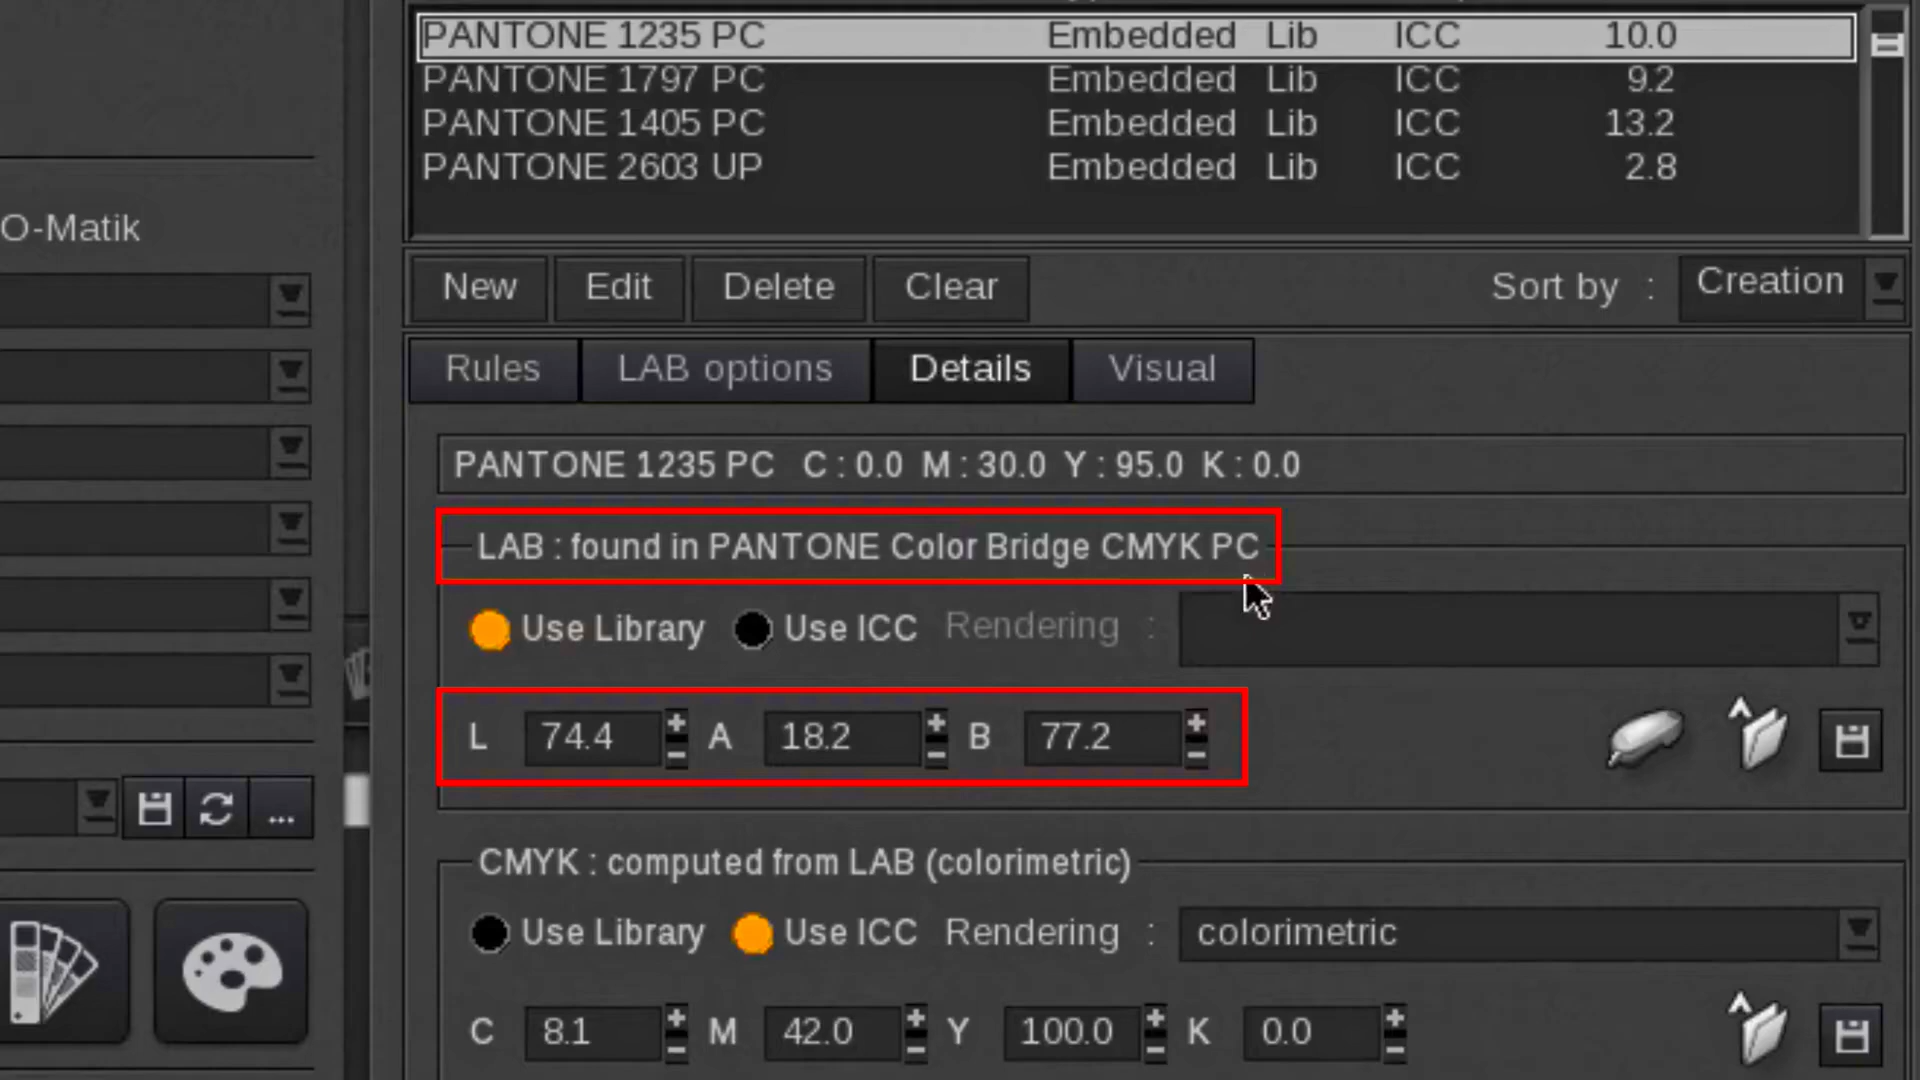 PANTONE 1235 PC Embedded Lib ICC 10.0
PANTONE 1797 PC Embedded Lib ICC 9.2
PANTONE 1405 PC Embedded Lib ICC 13.2
PANTONE 2603 UP Embedded Lib ICC 2.8
O-Matik
New Edit Delete Clear Sort by : Creation
Rules LAB options Details Visual
PANTONE 1235 PC C : 0.0 M : 30.0 Y : 95.0 K : 0.0
LAB : found in PANTONE Color Bridge CMYK PC
Use Library Use ICC Rendering :
L 74.4 A 18.2 B 77.2
...
CMYK : computed from LAB (colorimetric)
Use Library Use ICC Rendering : colorimetric
C 8.1 M 42.0 Y 100.0 K 0.0